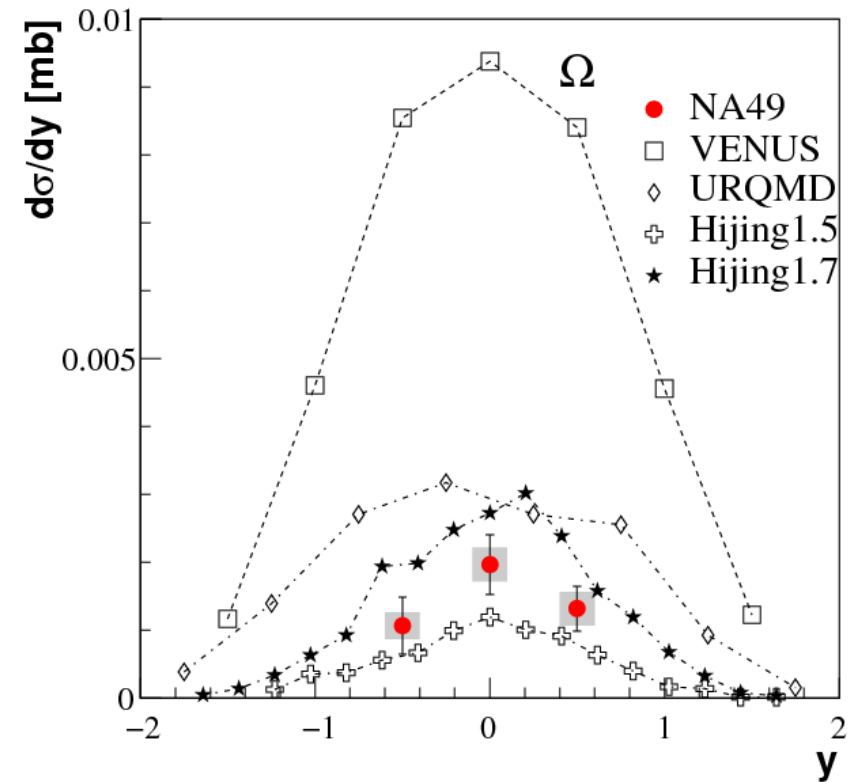 dσ/dy [mb]
0.01
0.005
0
Ω
NA49
VENUS
URQMD
Hijing1.5
Hijing1.7
−2
−1
0
1
2
y